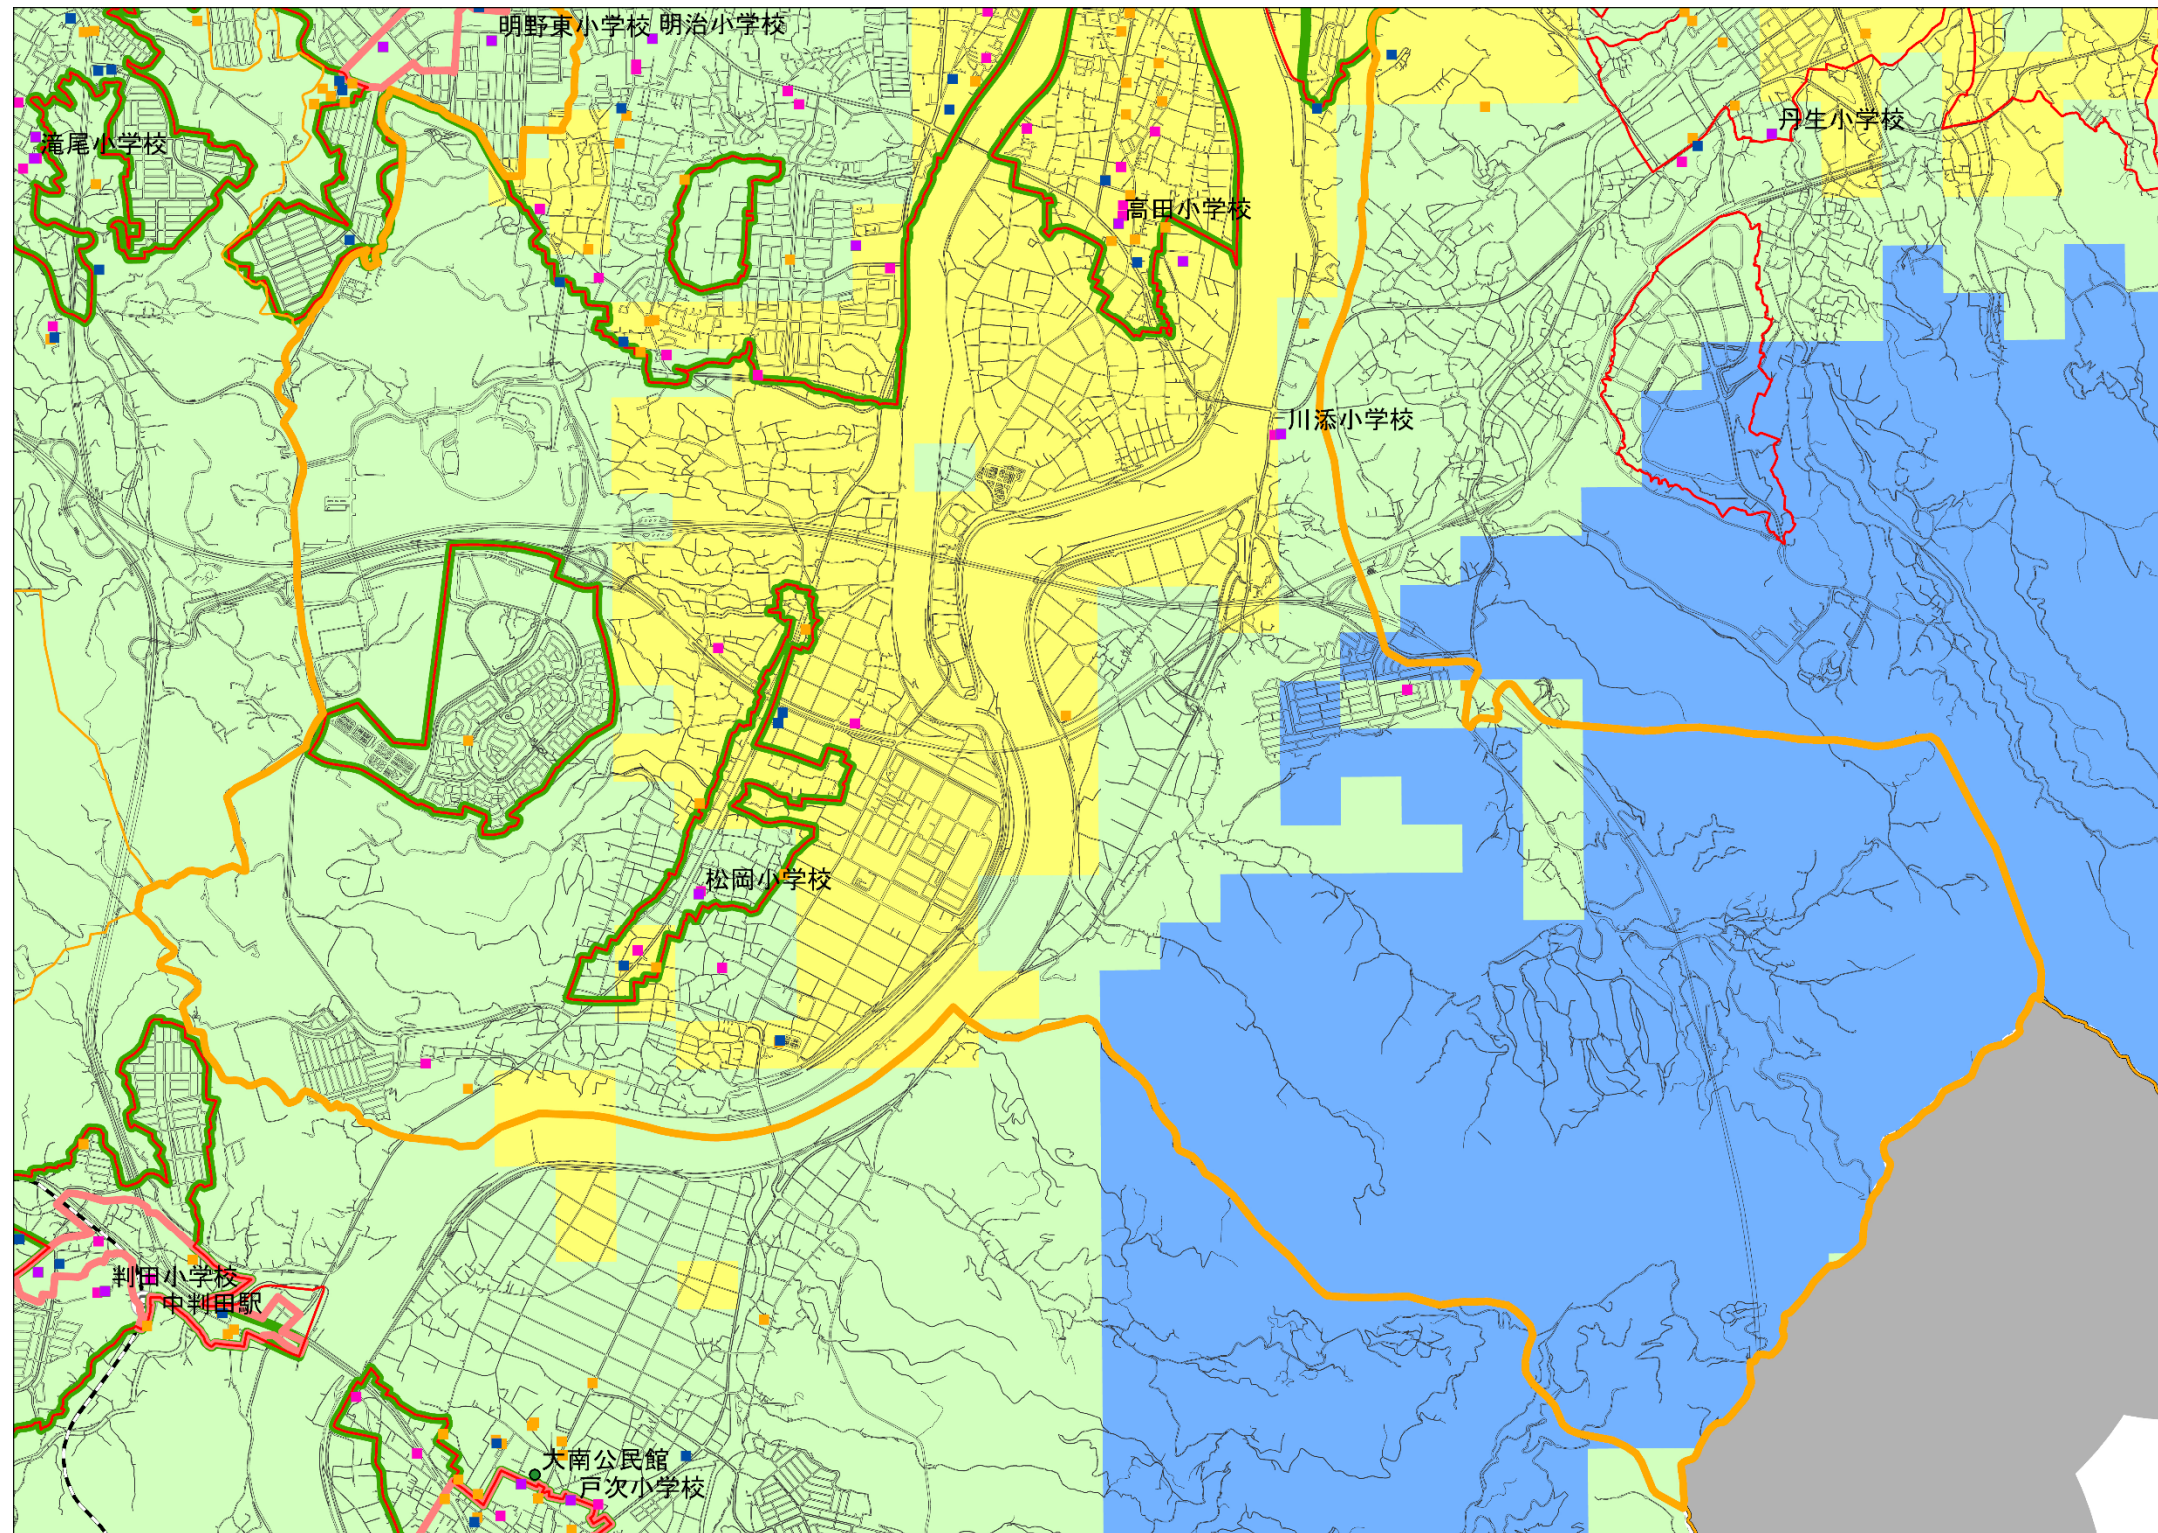 明野東小学校
明治小学校
丹生小学校
滝尾小学校
高田小学校
川添小学校
松岡小学校
判田小学校
中判田駅
大南公民館
戸次小学校